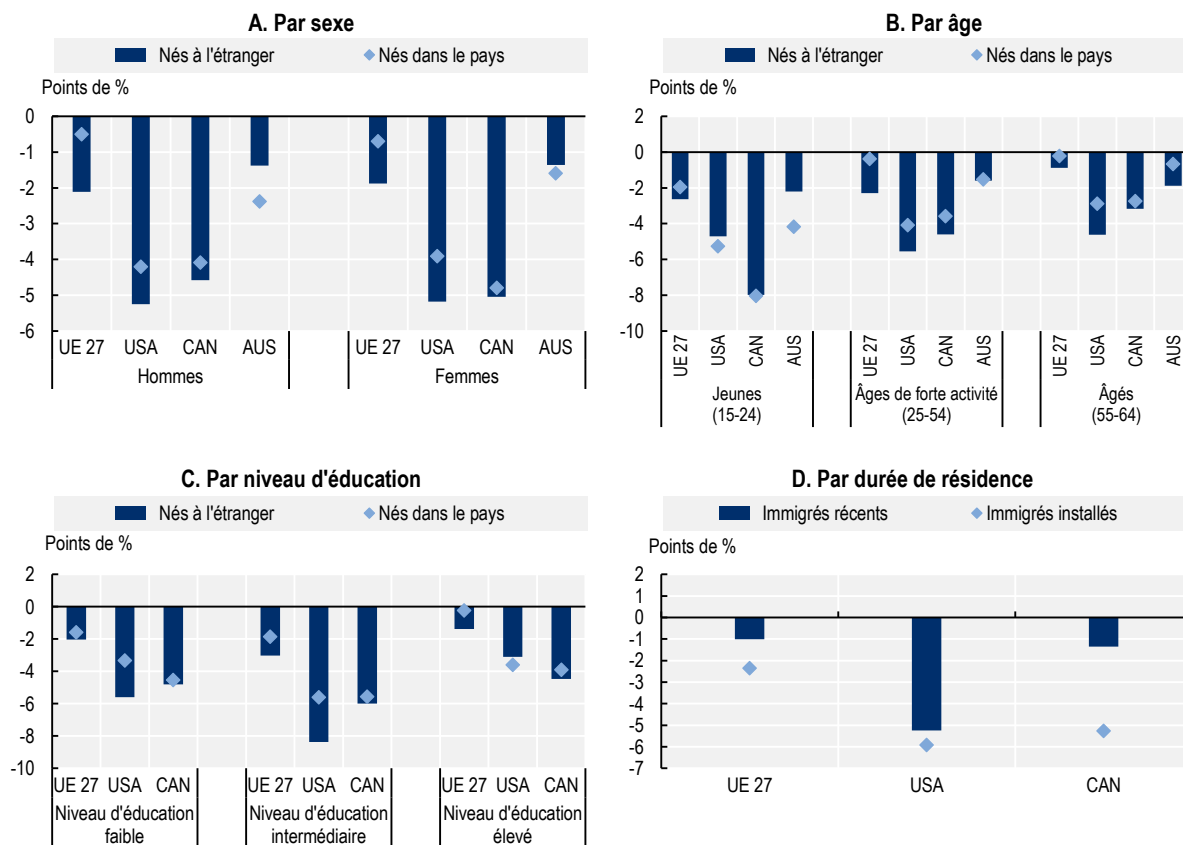 A. Par sexe
Nés à l'étranger Nés dans le pays
Points de %
0
-1
-2
-3
-4
-5
-6
UE 27 USA CAN AUS UE 27 USA CAN AUS
Hommes Femmes
B. Par âge
Nés à l'étranger Nés dans le pays
Points de %
2
0
-2
-4
-6
-8
-10
UE 27 USA CAN AUS UE 27 USA CAN AUS UE 27 USA CAN AUS
Jeunes Âges de forte activité Âgés
(15-24) (25-54) (55-64)
C. Par niveau d'éducation
Nés à l'étranger Nés dans le pays
Points de %
2
0
-2
-4
-6
-8
-10
UE 27 USA CAN UE 27 USA CAN UE 27 USA CAN
Niveau d'éducation Niveau d'éducation Niveau d'éducation
faible intermédiaire élevé
D. Par durée de résidence
Immigrés récents Immigrés installés
Points de %
2
1
0
-1
-2
-3
-4
-5
-6
-7
UE 27 USA CAN